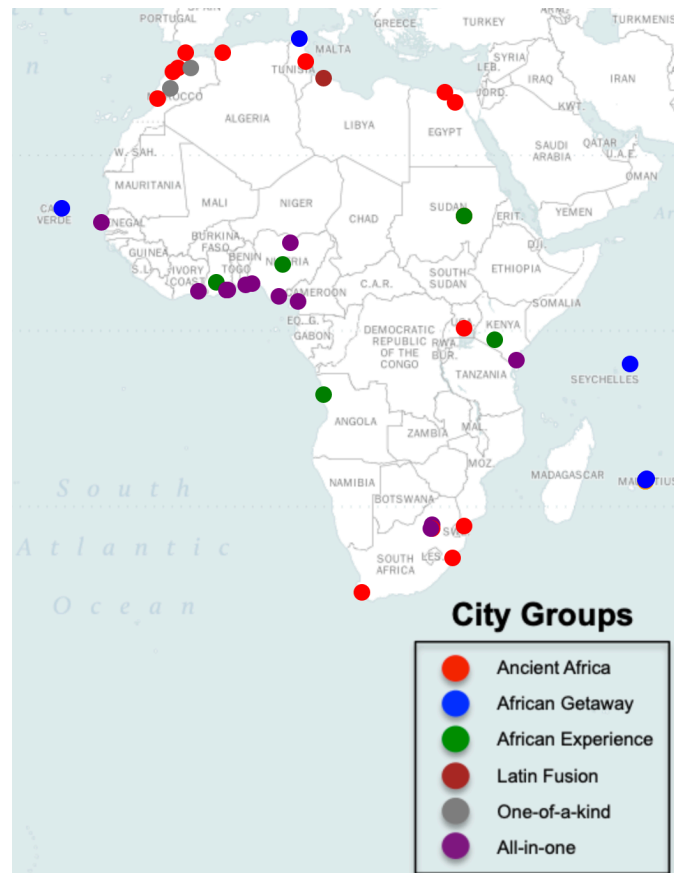 PORTUGAL
GREECE
TURKEY
TURKMENIS
MALTA
TUNISIA
SYRIA
LEB.
IRAQ
IRAN
JORD.
KWT.
ALGERIA
LIBYA
EGYPT
SAUDI
ARABIA
QATAR
U.A.E.
OMAN
W. SAH.
MAURITANIA
MALI
NIGER
CHAD
SUDAN
ERIT.
YEMEN
VERDE
BURKINA
FASO
BENIN
TOGO
GUINEA
S.L.
IVORY
COAST
CAMEROON
C.A.R.
SOUTH
SUDAN
DJI.
ETHIOPIA
SOMALIA
EQ. G.
GABON
DEMOCRATIC
REPUBLIC
OF THE
CONGO
RWA.
BUR.
KENYA
TANZANIA
SEYCHELLES
ANGOLA
ZAMBIA
MAL.
MOZ.
NAMIBIA
BOTSWANA
MADAGASCAR
SOUTH
AFRICA
LES.
South
Atlantic
Ocean
City Groups
Ancient Africa
African Getaway
African Experience
Latin Fusion
One-of-a-kind
All-in-one